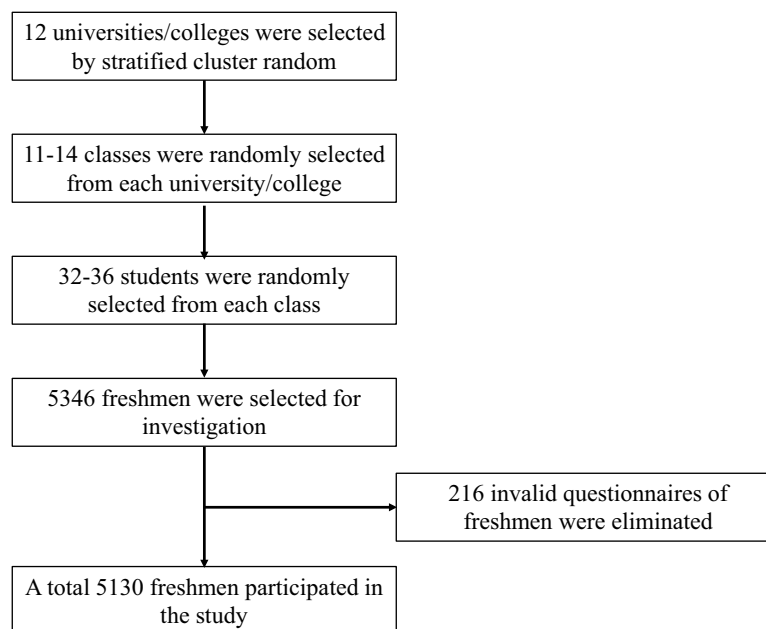 12 universities/colleges were selected
by stratified cluster random
11-14 classes were randomly selected
from each university/college
32-36 students were randomly
selected from each class
5346 freshmen were selected for
investigation
216 invalid questionnaires of
freshmen were eliminated
A total 5130 freshmen participated in
the study